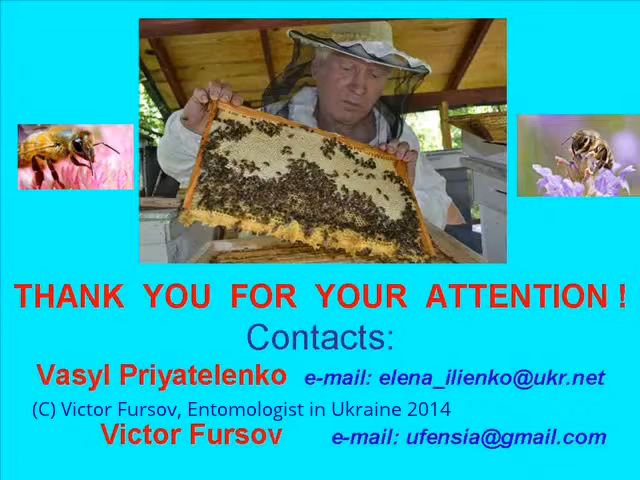 THANK YOU FOR YOUR ATTENTION !
Contacts:
Vasyl Priyatelenko e-mail: elena_ilienko@ukr.net
(C) Victor Fursov, Entomologist in Ukraine 2014
Victor Fursov e-mail: ufensia@gmail.com